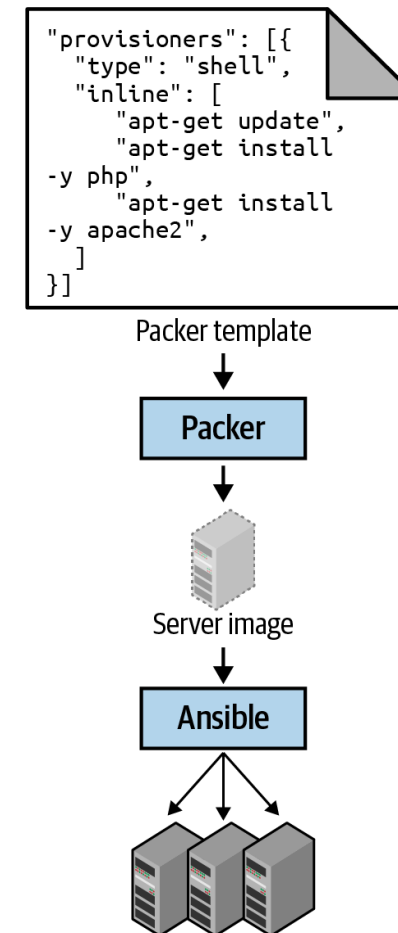 "provisioners": [{
  "type": "shell",
  "inline": [
      "apt-get update",
      "apt-get install
-y php",
      "apt-get install
-y apache2",
  ]
}]
Packer template
Packer
Server image
Ansible